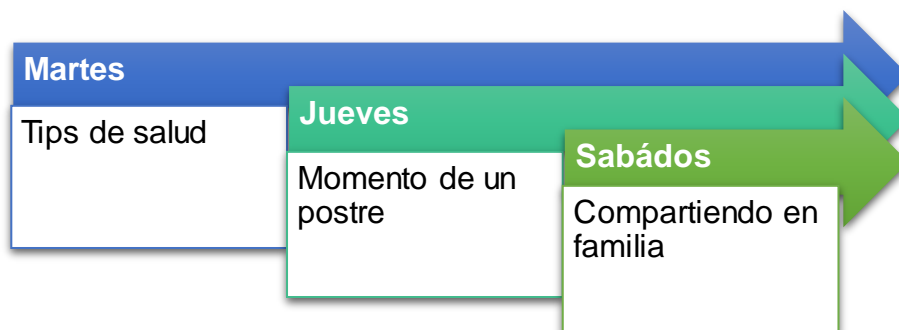 Martes
Tips de salud
Jueves
Momento de un
postre
Sabádos
Compartiendo en
familia